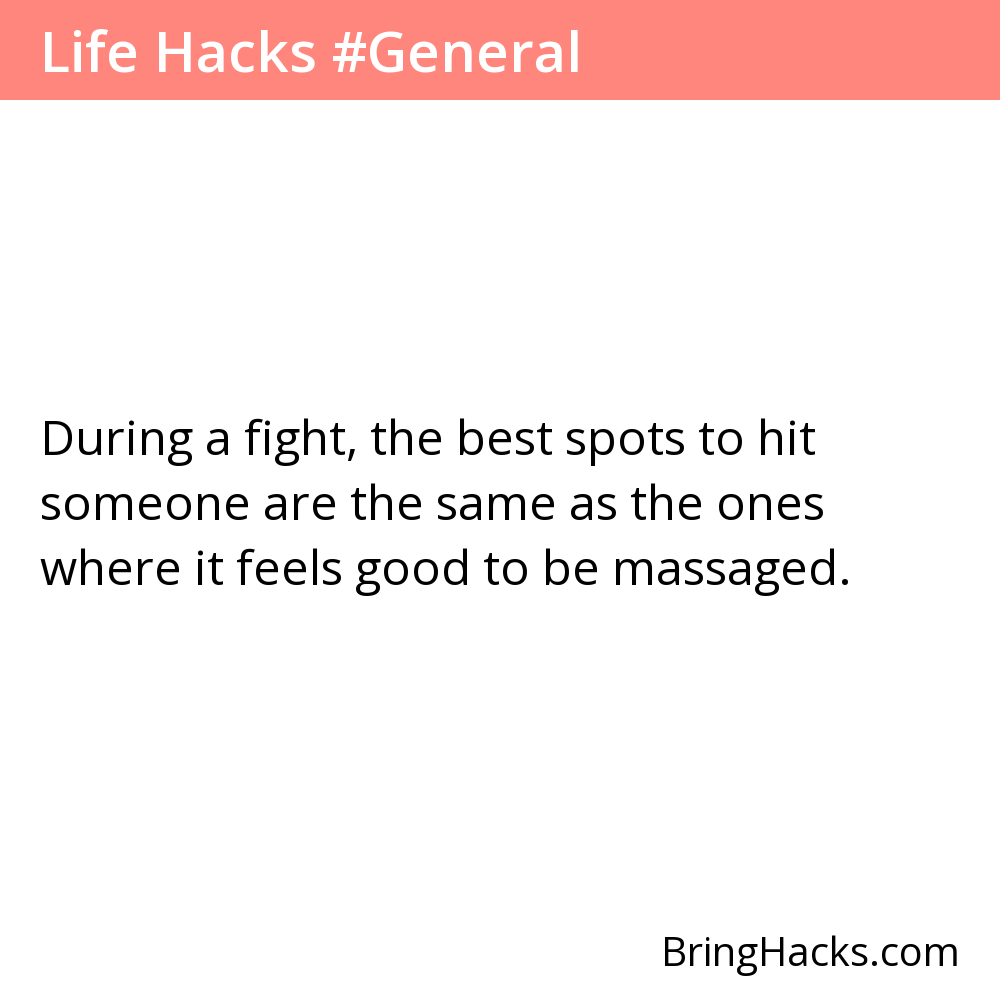 Life Hacks #General
During a fight, the best spots to hit
someone are the same as the ones
where it feels good to be massaged.
BringHacks.com